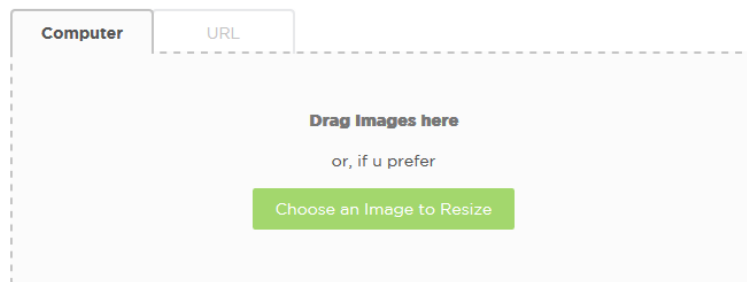 Computer
URL
Drag Images here
or, if u prefer
Choose an Image to Resize